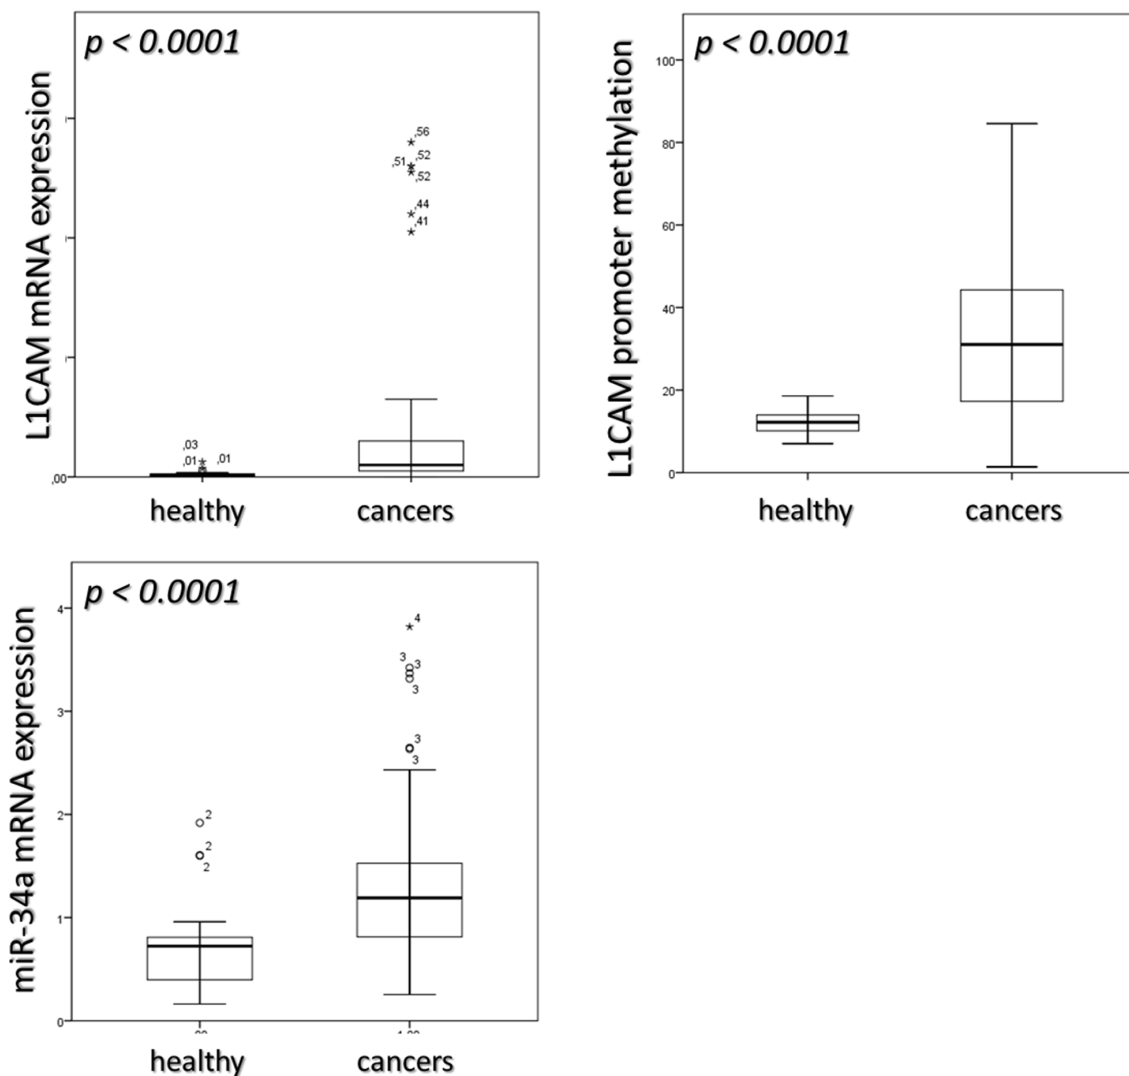 p < 0.0001
L1CAM mRNA expression
,56
,51
,52
,52
,44
,41
,03
,01
,01
,00
healthy
cancers
p < 0.0001
L1CAM promoter methylation
100
80
60
40
20
0
healthy
cancers
p < 0.0001
miR-34a mRNA expression
4
3
2
1
0
2
2
2
4
3
3
3
3
3
healthy
cancers